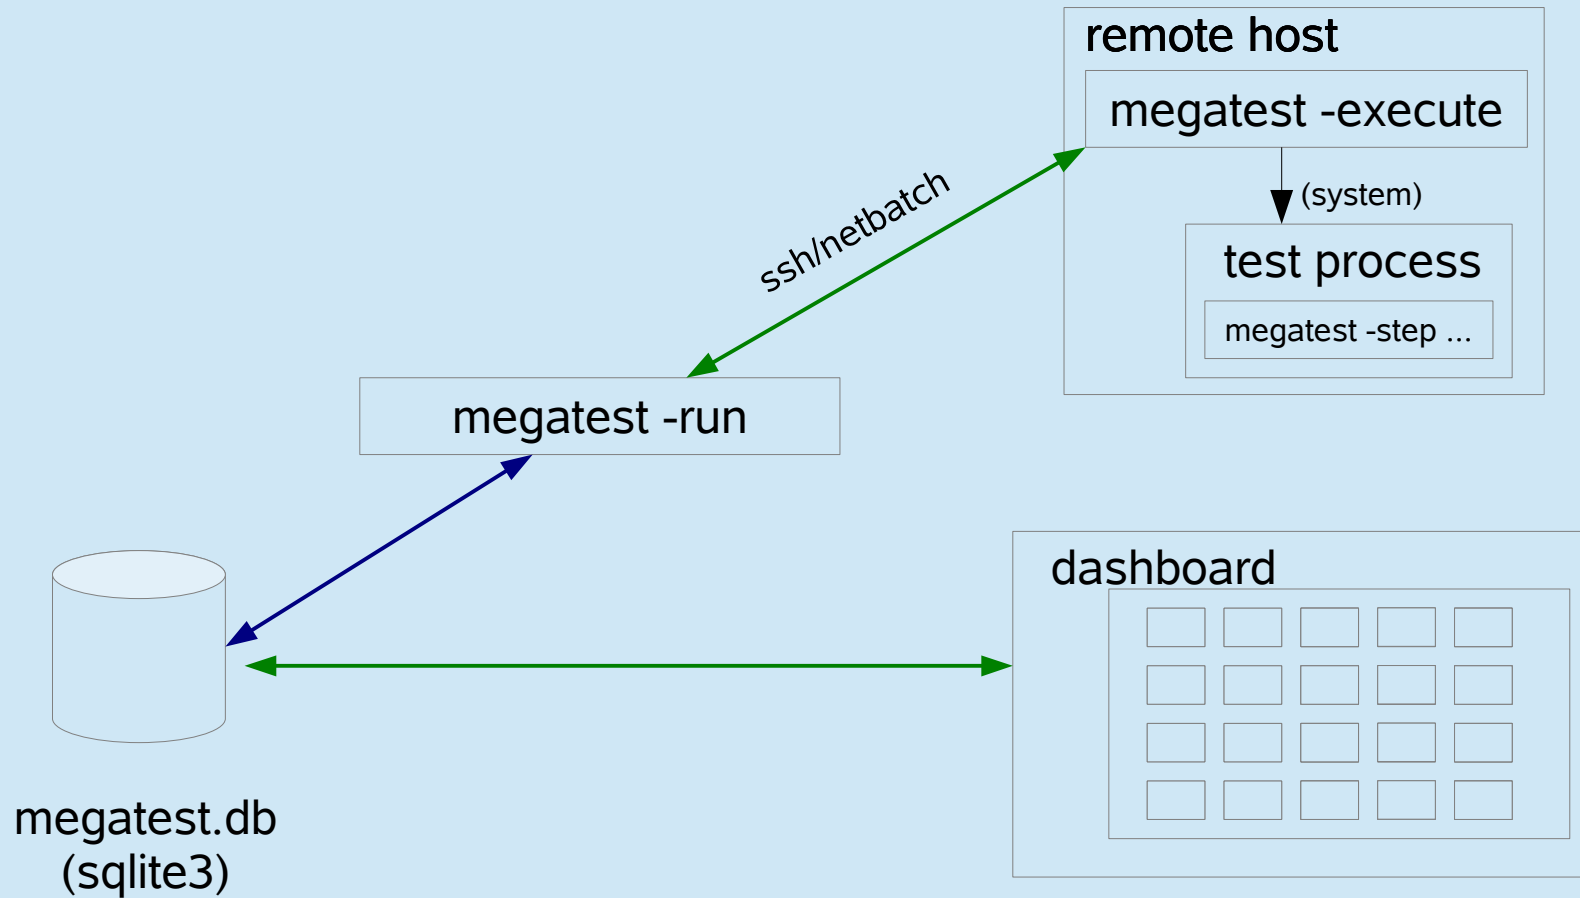 remote host
megatest -execute
(system)
ssh/netbatch
test process
megatest -step ...
megatest -run
dashboard
megatest.db
(sqlite3)